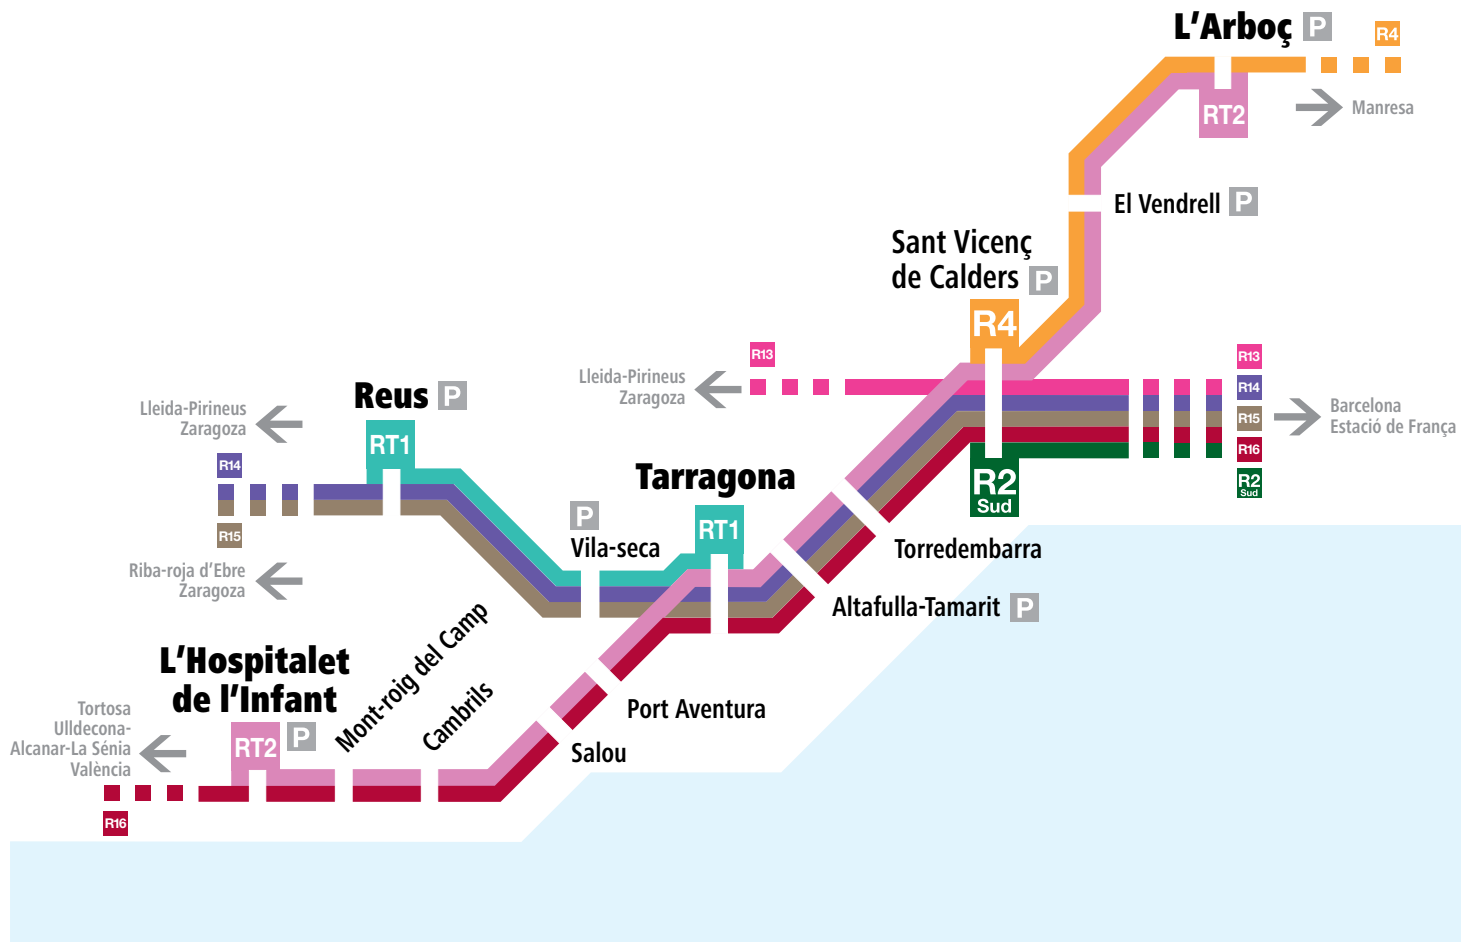 L'Arboç P
R4
RT2
Manresa
El Vendrell P
Sant Vicenç
de Calders P
R4
R13
Lleida-Pirineus
Zaragoza
R13
R14
R15
R16
R2
Sud
Barcelona
Estació de França
Reus P
Lleida-Pirineus
Zaragoza
RT1
R14
R15
Riba-roja d'Ebre
Zaragoza
Tarragona
RT1
R2
Sud
P
Vila-seca
Torredembarra
Altafulla-Tamarit P
L'Hospitalet
de l'Infant
RT2 P
Mont-roig del Camp
Cambrils
Port Aventura
Salou
Tortosa
Ulldecona-
Alcanar-La Sénia
València
R16